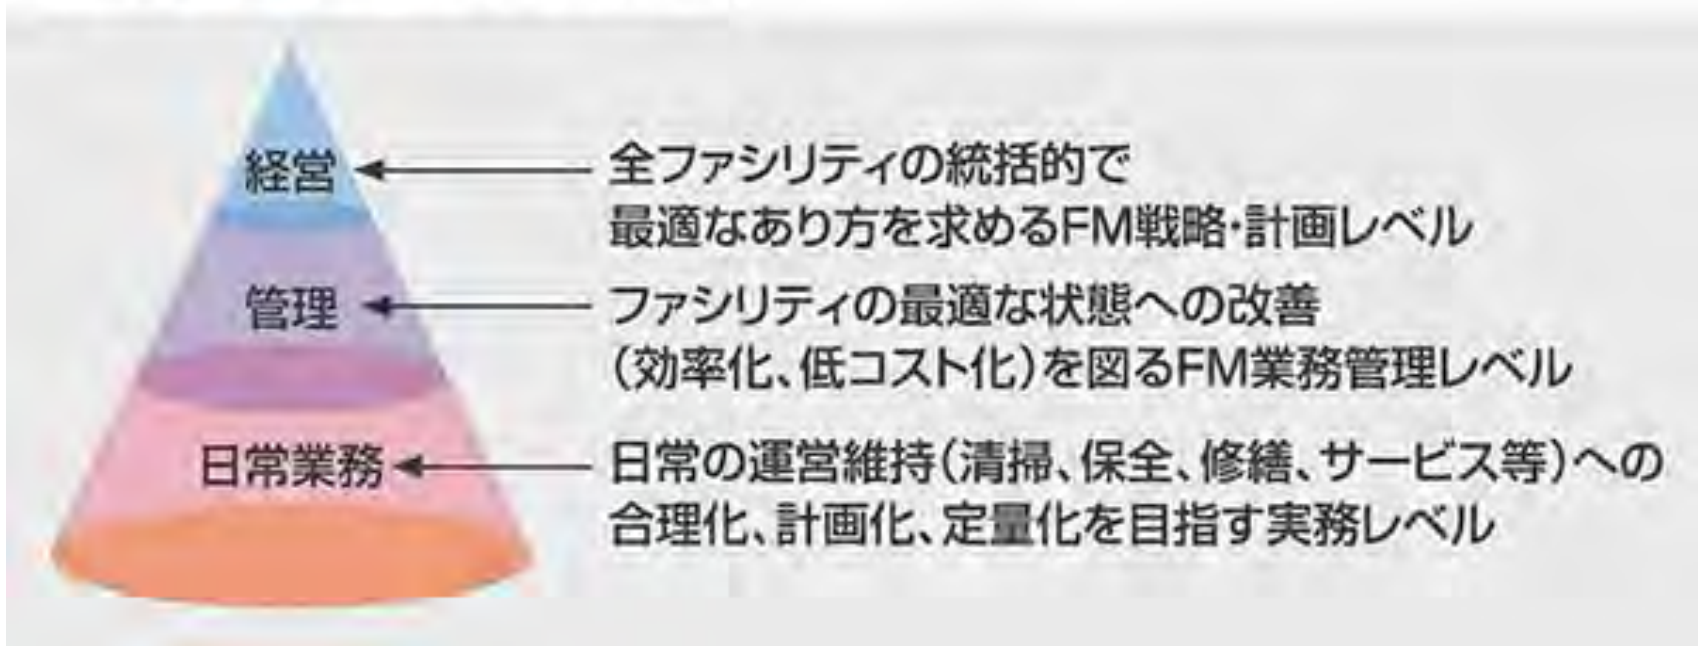 経営
全ファシリティの統括的で
最適なあり方を求めるFM戦略・計画レベル
管理
ファシリティの最適な状態への改善
（効率化、低コスト化）を図るFM業務管理レベル
日常業務
日常の運営維持（清掃、保全、修繕、サービス等）への
合理化、計画化、定量化を目指す実務レベル